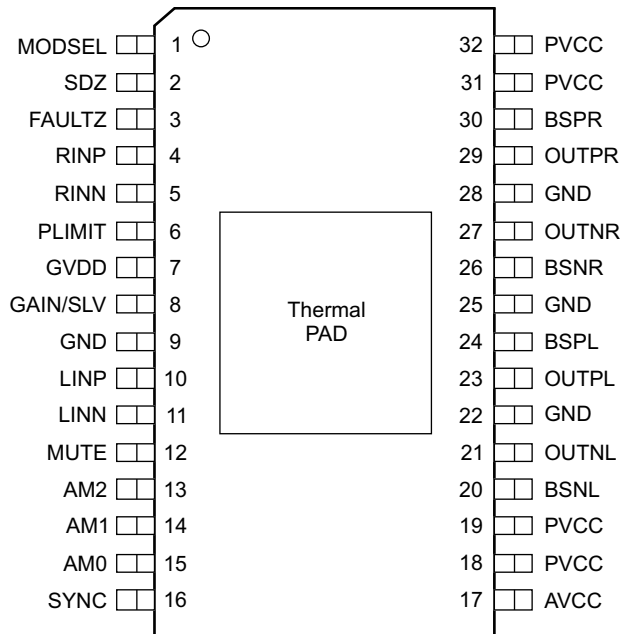 MODSEL 1 32 PVCC
SDZ 2 31 PVCC
FAULTZ 3 30 BSPR
RINP 4 29 OUTPR
RINN 5 28 GND
PLIMIT 6 27 OUTNR
GVDD 7 26 BSNR
GAIN/SLV 8 25 GND
Thermal
PAD
GND 9 24 BSPL
LINP 10 23 OUTPL
LINN 11 22 GND
MUTE 12 21 OUTNL
AM2 13 20 BSNL
AM1 14 19 PVCC
AM0 15 18 PVCC
SYNC 16 17 AVCC